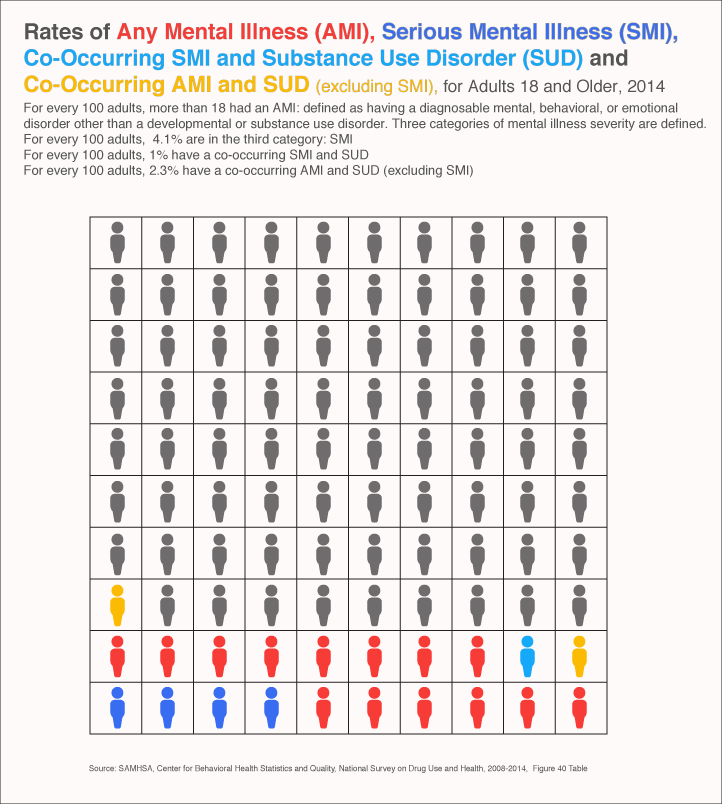 Rates of Any Mental Illness (AMI), Serious Mental Illness (SMI),
Co-Occurring SMI and Substance Use Disorder (SUD) and
Co-Occurring AMI and SUD (excluding SMI), for Adults 18 and Older, 2014
For every 100 adults, more than 18 had an AMI: defined as having a diagnosable mental, behavioral, or emotional
disorder other than a developmental or substance use disorder. Three categories of mental illness severity are defined.
For every 100 adults, 4.1% are in the third category: SMI
For every 100 adults, 1% have a co-occurring SMI and SUD
For every 100 adults, 2.3% have a co-occurring AMI and SUD (excluding SMI)
Source: SAMHSA, Center for Behavioral Health Statistics and Quality, National Survey on Drug Use and Health, 2008-2014, Figure 40 Table